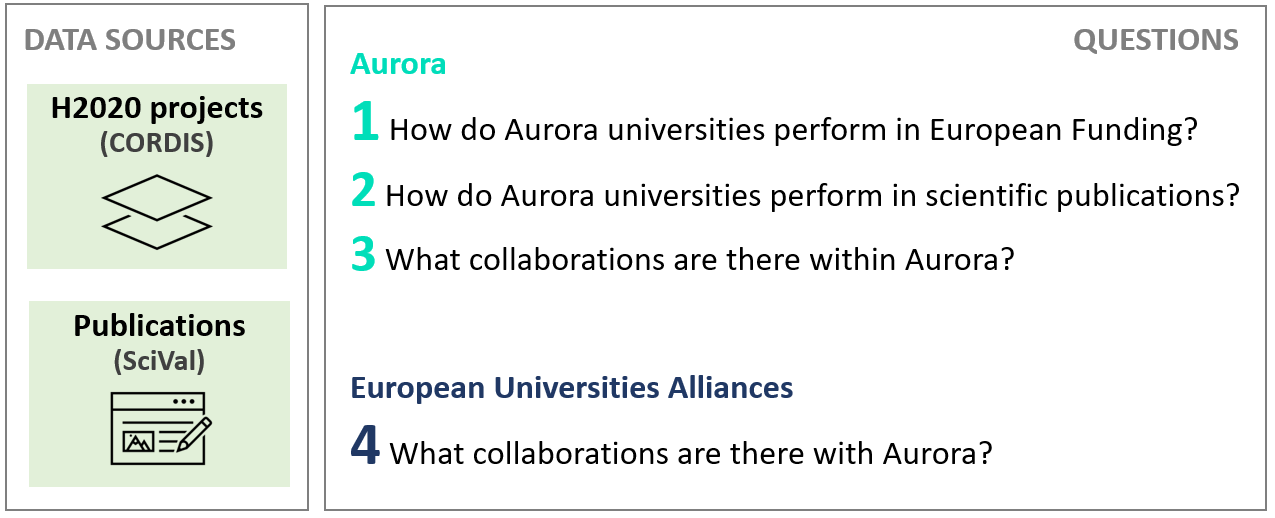 DATA SOURCES
H2020 projects
(CORDIS)
Publications
(SciVal)
QUESTIONS
Aurora
1 How do Aurora universities perform in European Funding?
2 How do Aurora universities perform in scientific publications?
3 What collaborations are there within Aurora?
European Universities Alliances
4 What collaborations are there with Aurora?